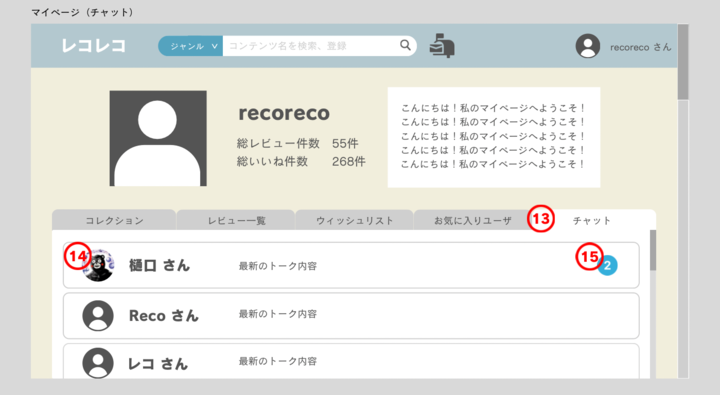 マイページ（チャット）
レコレコ
ジャンル
コンテンツ名を検索、登録
recoreco さん
recoreco
総レビュー件数 55件
総いいね件数 268件
こんにちは！私のマイページへようこそ！
こんにちは！私のマイページへようこそ！
こんにちは！私のマイページへようこそ！
こんにちは！私のマイページへようこそ！
こんにちは！私のマイページへようこそ！
コレクション
レビュー一覧
ウィッシュリスト
お気に入りユーザ
13
チャット
14
樋口 さん
最新のトーク内容
15
2
Reco さん
最新のトーク内容
レコ さん
最新のトーク内容